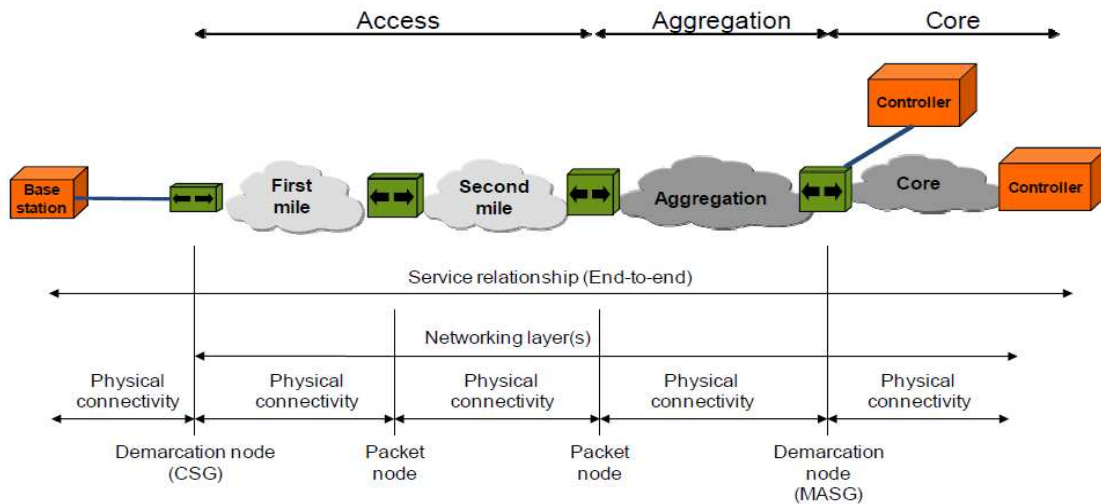 Access
Aggregation
Core
Controller
Base
station
First
mile
Second
mile
Aggregation
Core
Controller
Service relationship (End-to-end)
Networking layer(s)
Physical
connectivity
Physical
connectivity
Physical
connectivity
Physical
connectivity
Physical
connectivity
Demarcation node
(CSG)
Packet
node
Packet
node
Demarcation
node
(MASG)